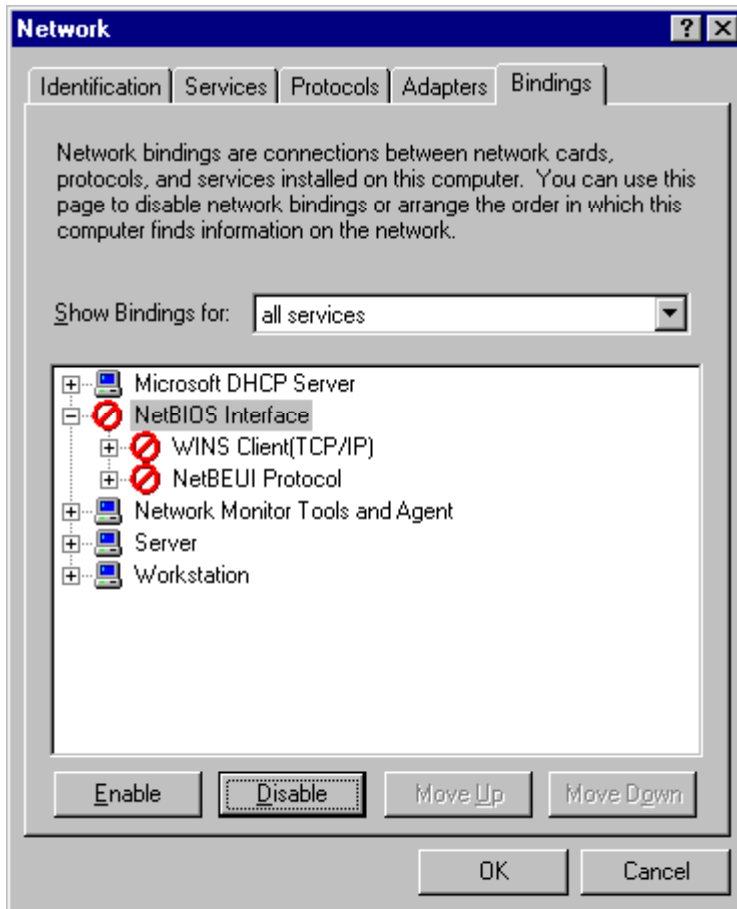 Network
Identification Services Protocols Adapters Bindings
Network bindings are connections between network cards,
protocols, and services installed on this computer.  You can use this
page to disable network bindings or arrange the order in which this
computer finds information on the network.
Show Bindings for: all services
Microsoft DHCP Server
NetBIOS Interface
WINS Client(TCP/IP)
NetBEUI Protocol
Network Monitor Tools and Agent
Server
Workstation
Enable Disable Move Up Move Down
OK Cancel